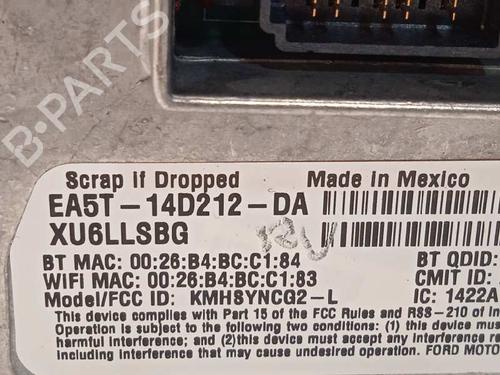 B-PARTS
Scrap if Dropped Made in Mexico
EA5T-14D212-DA
XU6LLSBG
BT MAC: 00:26:B4:BC:C1:84 BT QDID:
WIFI MAC: 00:26:B4:BC:C1:83 CMIT ID:
Model/FCC ID: KMHSYNCG2-L IC: 1422A
This device complies with Part 15 of the FCC Rules and RSS-210 of In
Operation is subject to the following two conditions: (1) this device mu
harmful interference; and (2)this device must accept any interference re
including interference that may cause undesired operation. FORD MOTO